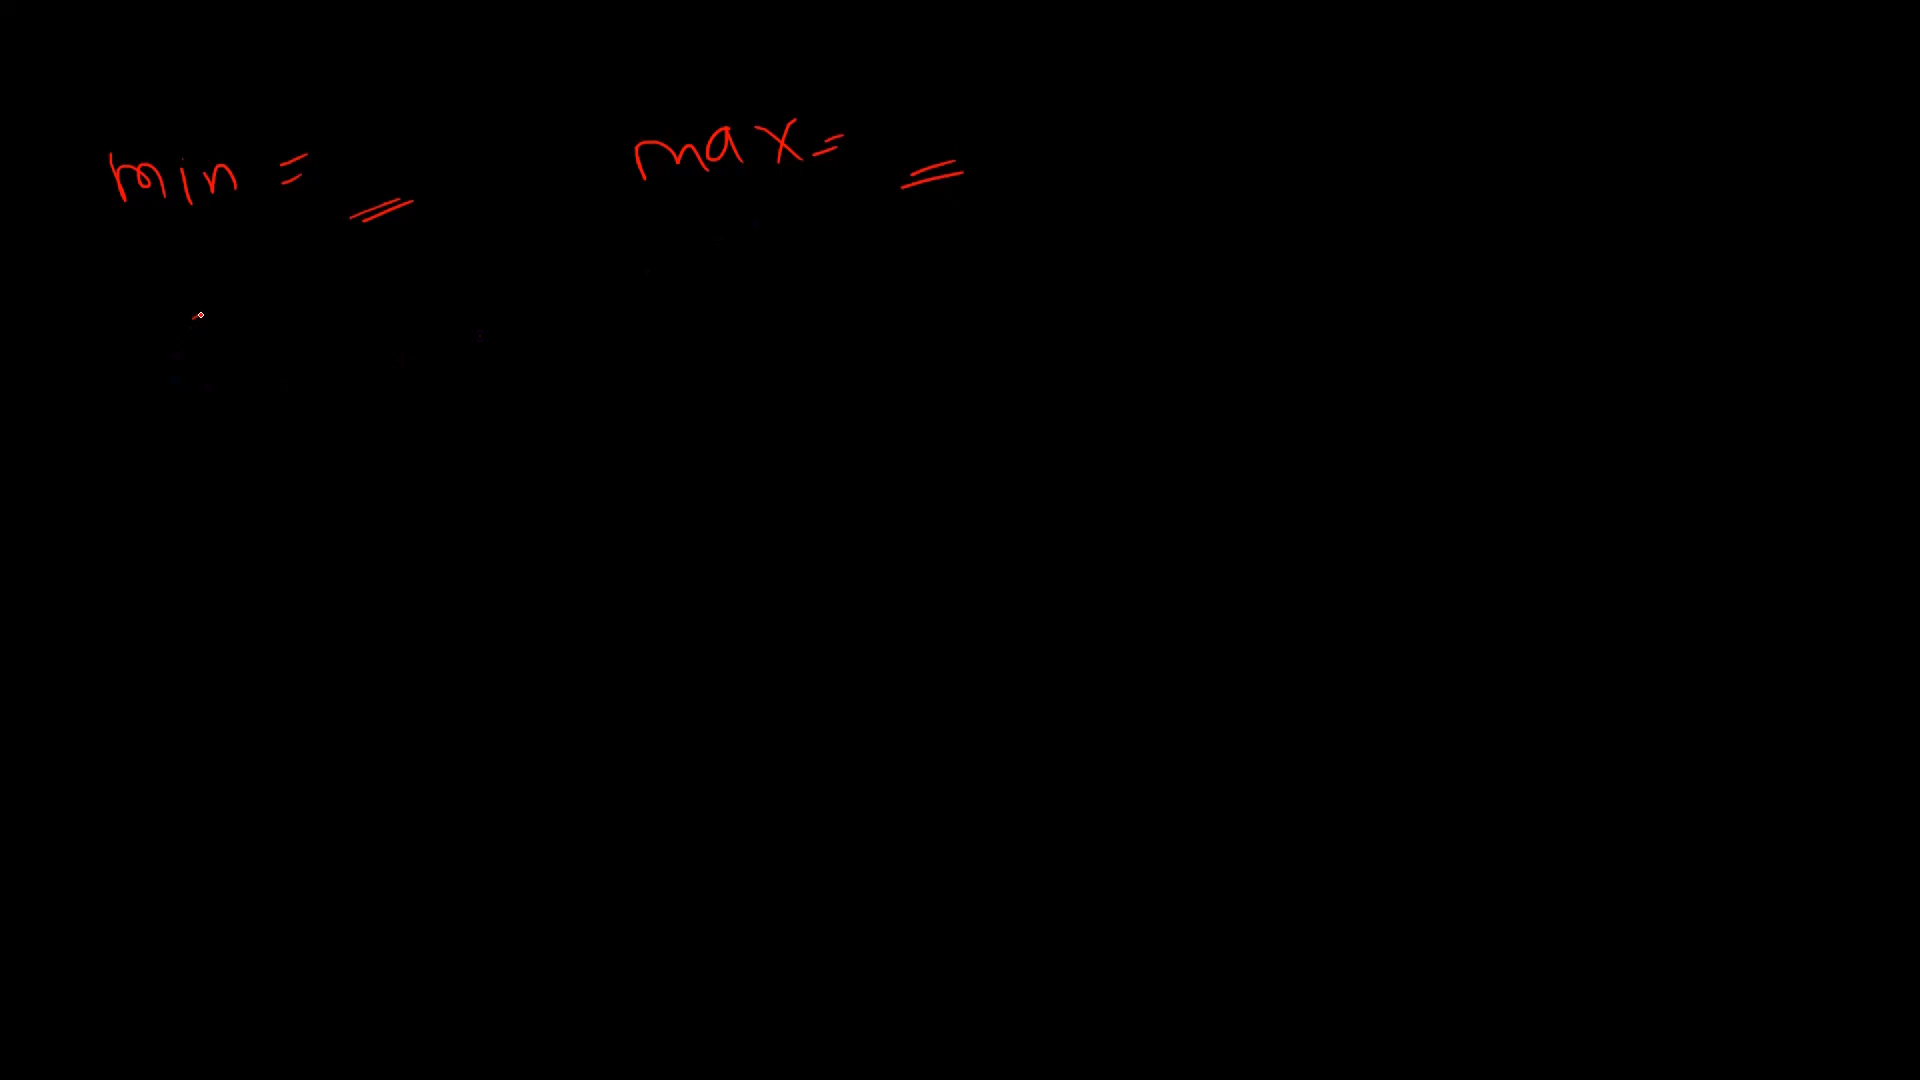 min = max =